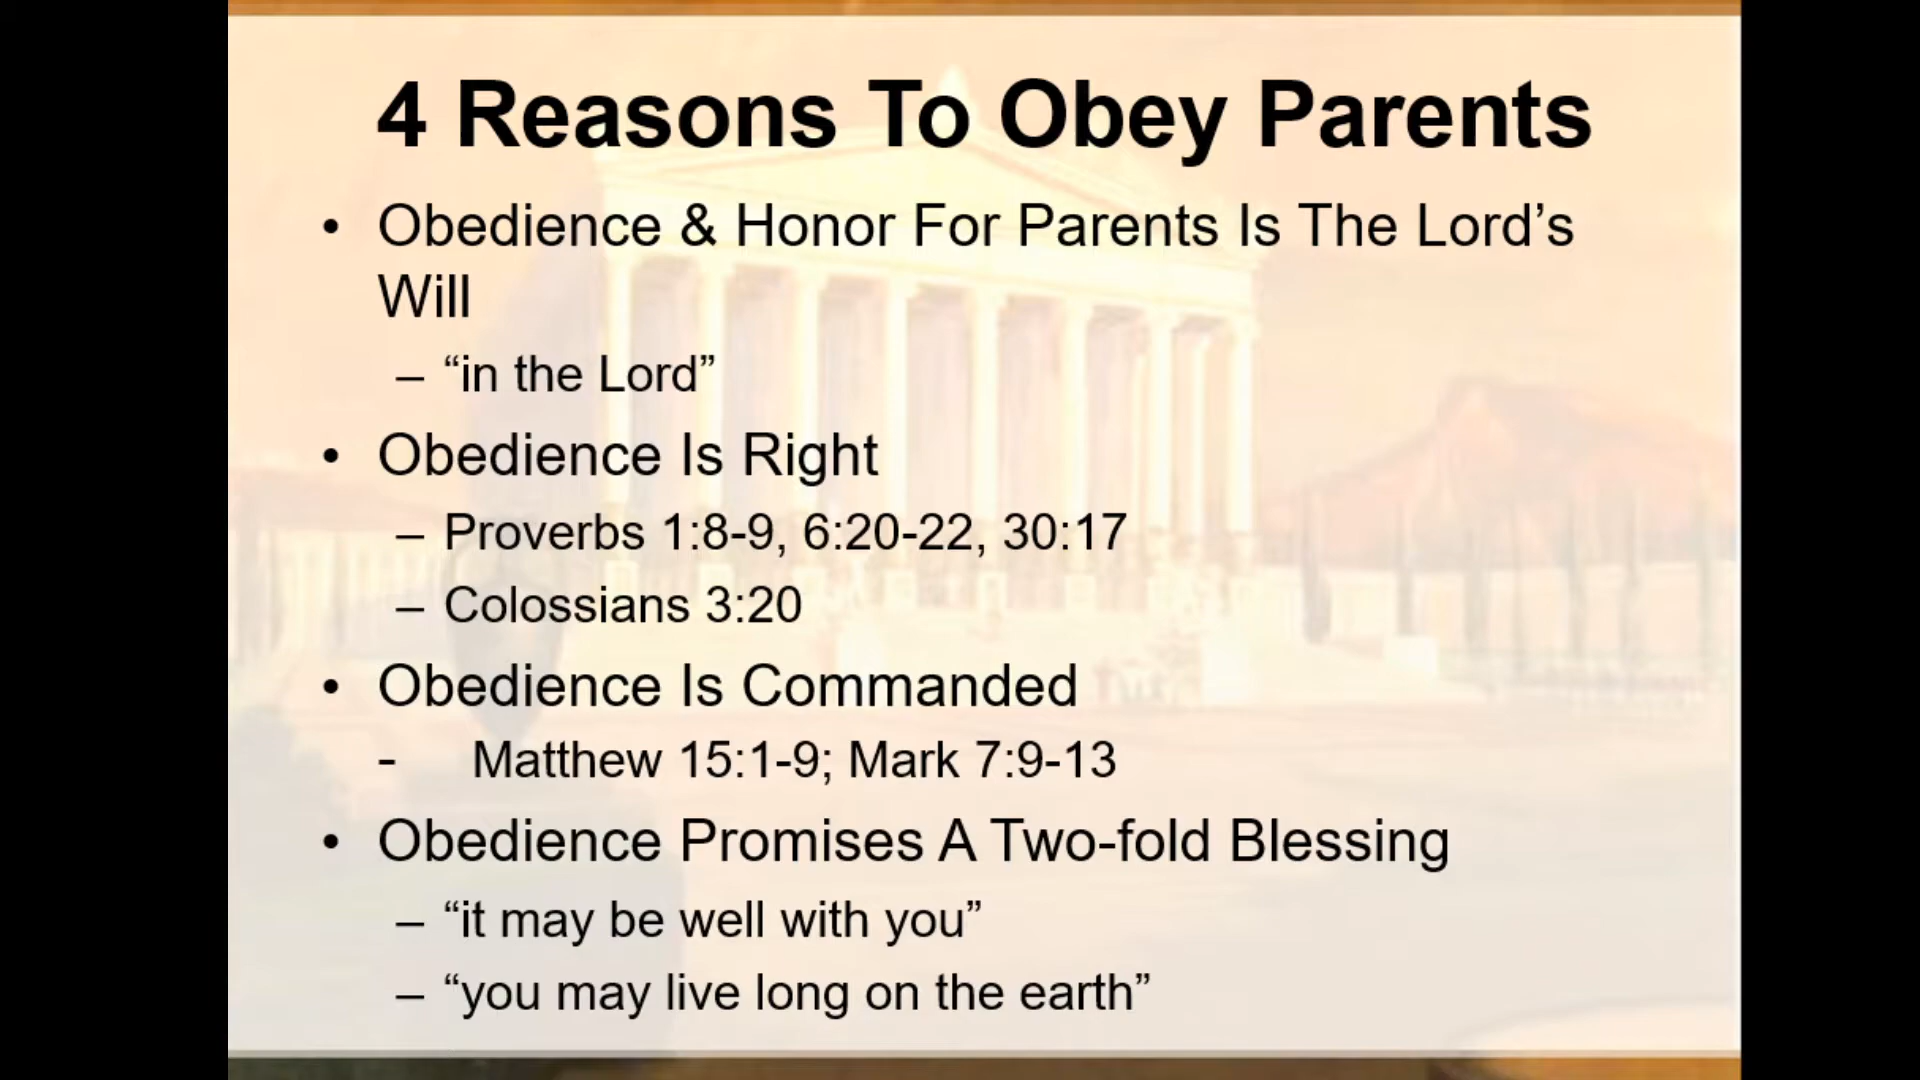 4 Reasons To Obey Parents
• Obedience & Honor For Parents Is The Lord’s
Will
– “in the Lord”
• Obedience Is Right
– Proverbs 1:8-9, 6:20-22, 30:17
– Colossians 3:20
• Obedience Is Commanded
- Matthew 15:1-9; Mark 7:9-13
• Obedience Promises A Two-fold Blessing
– “it may be well with you”
– “you may live long on the earth”